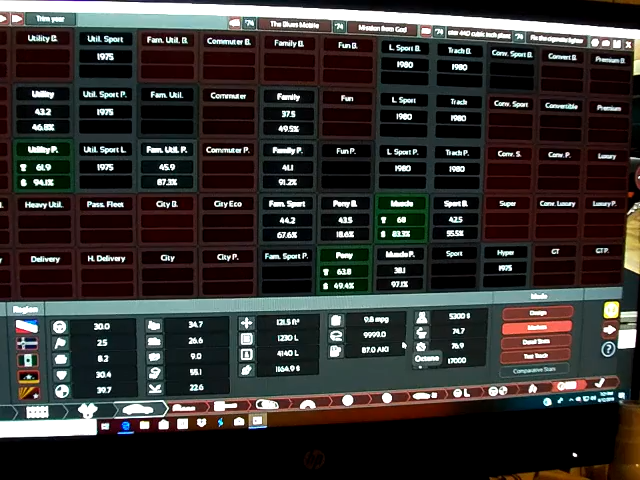 Trim year
'74
The Blues Mobile
'74
Mission from God
'74
Fix the cigarette lighter
Utility B. Util. Sport Fam. Util. B. Commuter B. Family B. Fun B. L Sport B. Track B. Conv. Sport B. Convert B. Premium B.
1975 1980 1980
Utility Util. Sport P. Fam. Util. Commuter Family Fun L Sport Track Conv. Sport Convertible Premium
43.2 1975 37.5 1980 1980
46.8% 49.5%
Utility P. Util. Sport L Fam. Util. P. Commuter P. Family P. Fun P. L Sport P. Track P. Conv. S. Conv. P. Luxury
61.9 1975 45.9 41.1 1980 1980
$ 94.1% 87.3% 91.2%
Heavy Util. Pass. Fleet City B. City Eco Fam. Sport Pony B. Muscle Sport B. Super Conv. Luxury Luxury P.
44.2 43.5 68 42.5
67.6% 18.6% $ 83.3% 55.5%
Delivery H. Delivery City City P. Fam. Sport P. Pony Muscle P. Sport Hyper GT GT P.
63.8 38.1 1975
$ 49.4% 97.1%
Region
Mode
30.0 34.7 121.5 ft² 9.8 mpg 5300 $ Design
2.5 26.6 1230 L 9999.0 74.7 Markets
8.2 9.0 4140 L 87.0 AKI 76.9 Detail Stats
30.4 55.1 1164.9 $ Octane 17000 Test Track
39.7 22.6 Comparative Stats
hp